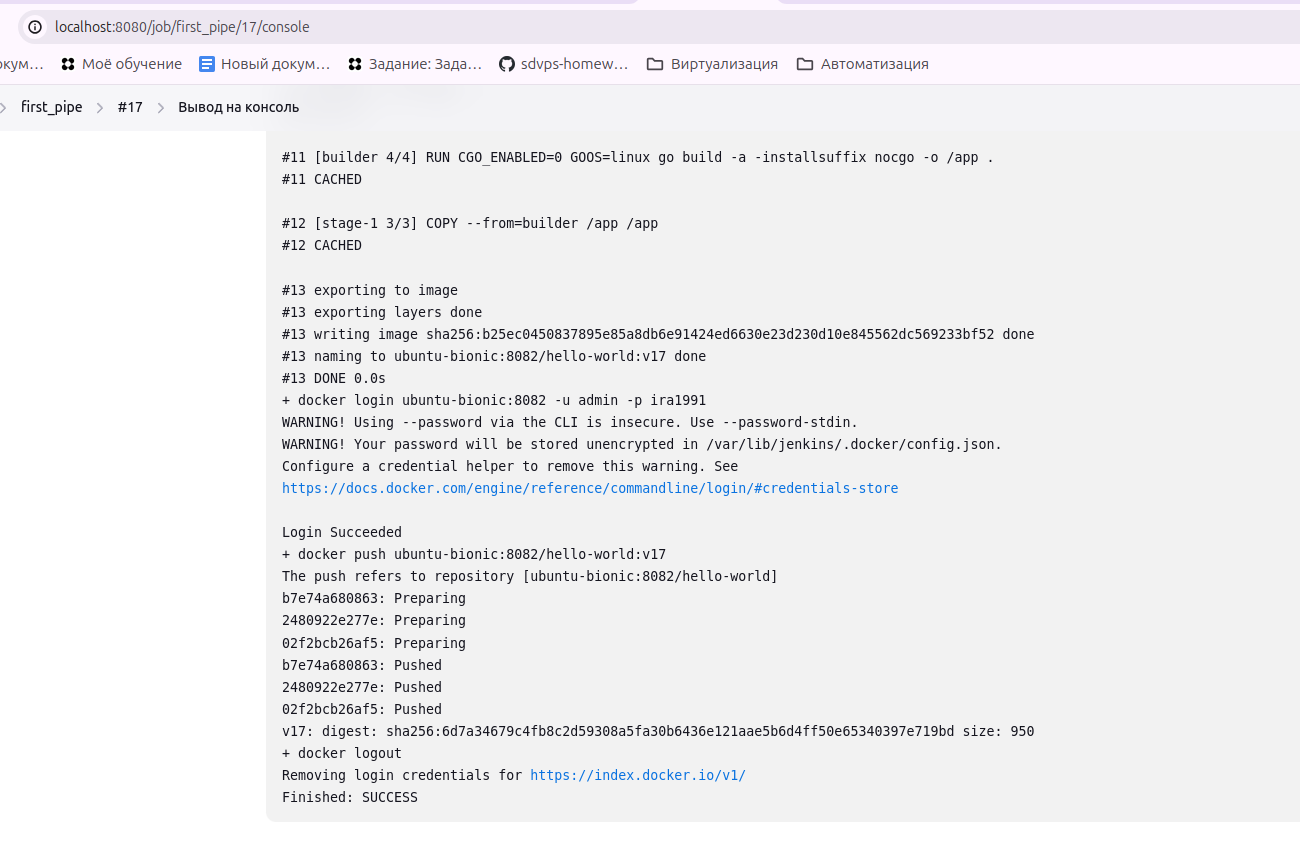 localhost:8080/job/first_pipe/17/console
Моё обучение Новый докум... Задание: Зада... sdvps-homew... Виртуализация Автоматизация
first_pipe > #17 > Вывод на консоль
#11 [builder 4/4] RUN CGO_ENABLED=0 GOOS=linux go build -a -installsuffix nocgo -o /app .
#11 CACHED
#12 [stage-1 3/3] COPY --from=builder /app /app
#12 CACHED
#13 exporting to image
#13 exporting layers done
#13 writing image sha256:b25ec0450837895e85a8db6e91424ed6630e23d230d10e845562dc569233bf52 done
#13 naming to ubuntu-bionic:8082/hello-world:v17 done
#13 DONE 0.0s
+ docker login ubuntu-bionic:8082 -u admin -p ira1991
WARNING! Using --password via the CLI is insecure. Use --password-stdin.
WARNING! Your password will be stored unencrypted in /var/lib/jenkins/.docker/config.json.
Configure a credential helper to remove this warning. See
https://docs.docker.com/engine/reference/commandline/login/#credentials-store
Login Succeeded
+ docker push ubuntu-bionic:8082/hello-world:v17
The push refers to repository [ubuntu-bionic:8082/hello-world]
b7e74a680863: Preparing
2480922e277e: Preparing
02f2bcb26af5: Preparing
b7e74a680863: Pushed
2480922e277e: Pushed
02f2bcb26af5: Pushed
v17: digest: sha256:6d7a34679c4fb8c2d59308a5fa30b6436e121aae5b6d4ff50e65340397e719bd size: 950
+ docker logout
Removing login credentials for https://index.docker.io/v1/
Finished: SUCCESS